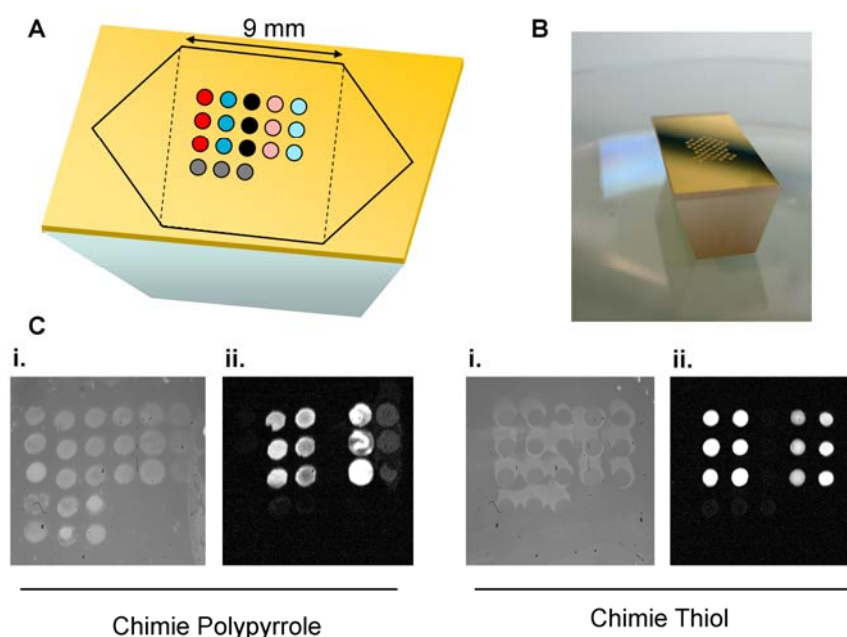 A
9 mm
B
C
i.
ii.
i.
ii.
Chimie Polypyrrole
Chimie Thiol